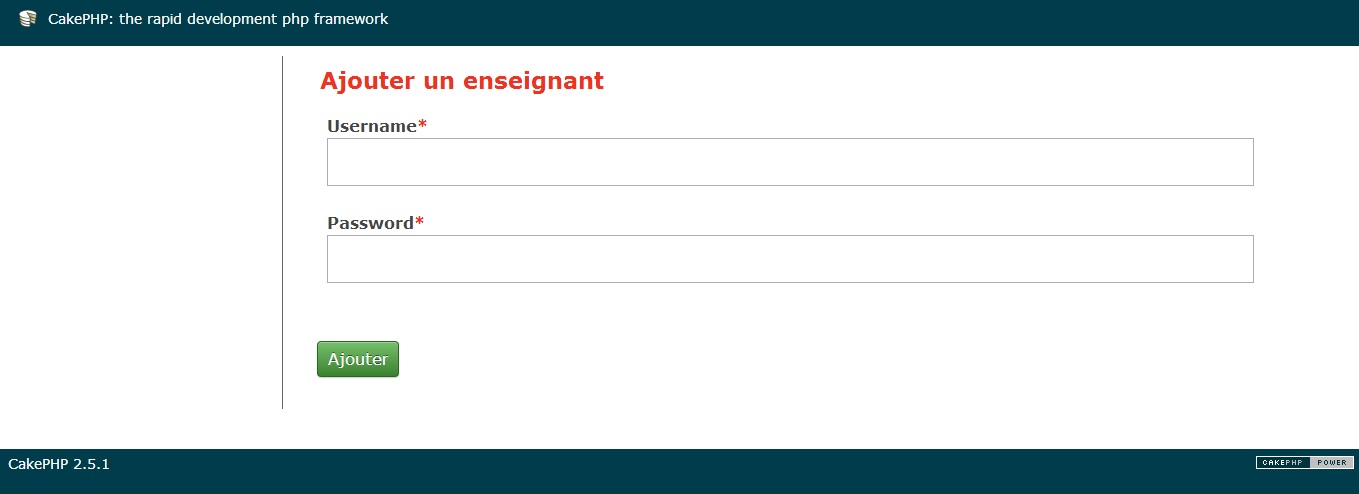 CakePHP: the rapid development php framework
Ajouter un enseignant
Username*
Password*
Ajouter
CakePHP 2.5.1
CAKEPHP POWER